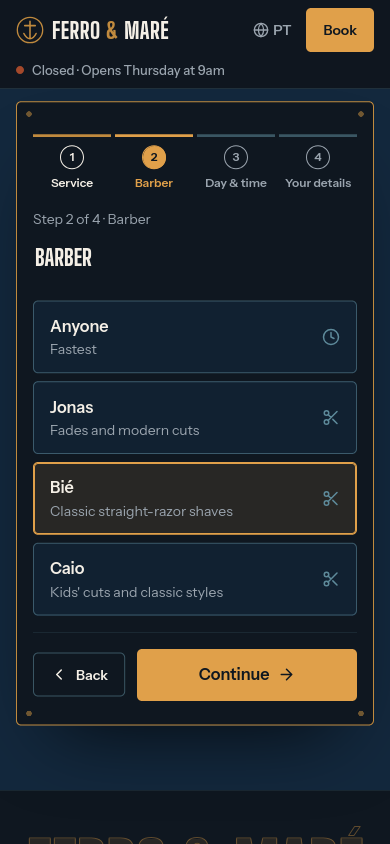 FERRO & MARÉ
PT
Book
Closed · Opens Thursday at 9am
1
2
3
4
Service
Barber
Day & time
Your details
Step 2 of 4 · Barber
BARBER
Anyone
Fastest
Jonas
Fades and modern cuts
Bié
Classic straight-razor shaves
Caio
Kids' cuts and classic styles
Back
Continue
FERRO & MARÉ